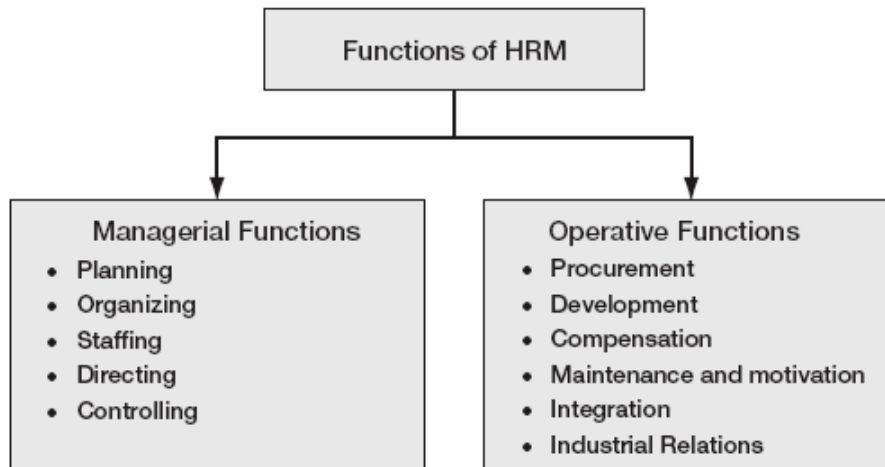 Functions of HRM
Managerial Functions
• Planning
• Organizing
• Staffing
• Directing
• Controlling
Operative Functions
• Procurement
• Development
• Compensation
• Maintenance and motivation
• Integration
• Industrial Relations